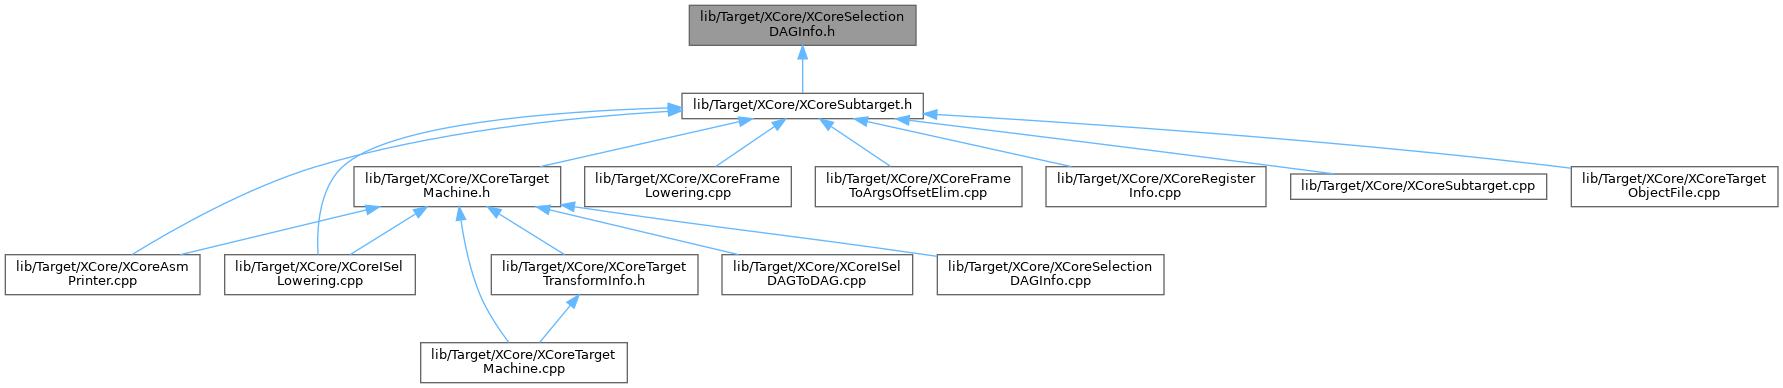 lib/Target/XCore/XCoreSelection
DAGInfo.h
lib/Target/XCore/XCoreSubtarget.h
lib/Target/XCore/XCoreTarget
Machine.h
lib/Target/XCore/XCoreFrame
Lowering.cpp
lib/Target/XCore/XCoreFrame
ToArgsOffsetElim.cpp
lib/Target/XCore/XCoreRegister
Info.cpp
lib/Target/XCore/XCoreSubtarget.cpp
lib/Target/XCore/XCoreTarget
ObjectFile.cpp
lib/Target/XCore/XCoreAsm
Printer.cpp
lib/Target/XCore/XCoreISel
Lowering.cpp
lib/Target/XCore/XCoreTarget
TransformInfo.h
lib/Target/XCore/XCoreISel
DAGToDAG.cpp
lib/Target/XCore/XCoreSelection
DAGInfo.cpp
lib/Target/XCore/XCoreTarget
Machine.cpp